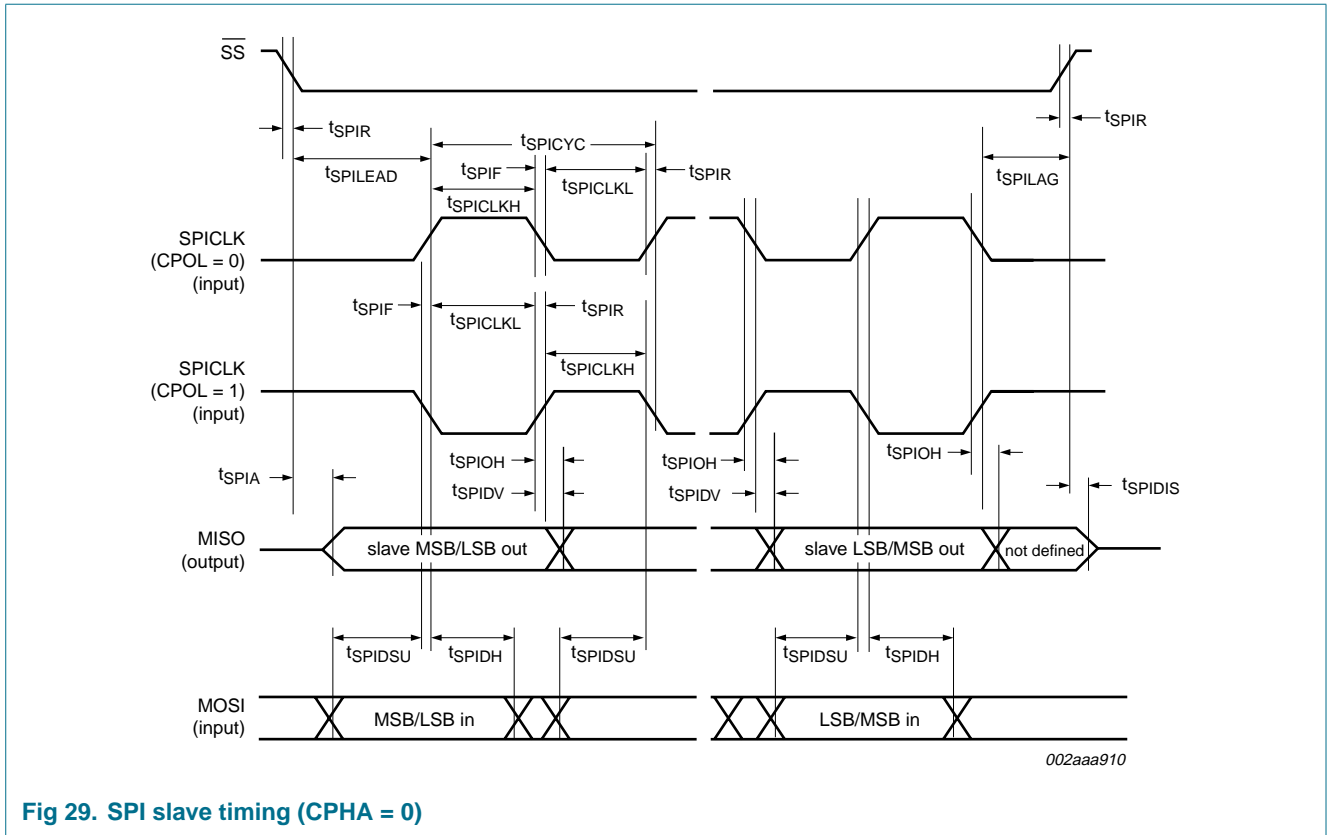 SS
tSPIR
tSPIR
tSPICYC
tSPILEAD
tSPIF
tSPICLKL
tSPIR
tSPILAG
tSPICLKH
SPICLK
(CPOL = 0)
(input)
tSPIF
tSPICLKL
tSPIR
tSPICLKH
SPICLK
(CPOL = 1)
(input)
tSPIOH
tSPIOH
tSPIOH
tSPIA
tSPIDV
tSPIDV
tSPIDIS
MISO
(output)
slave MSB/LSB out
slave LSB/MSB out
not defined
tSPIDSU
tSPIDH
tSPIDSU
tSPIDSU
tSPIDH
MOSI
(input)
MSB/LSB in
LSB/MSB in
002aaa910
Fig 29. SPI slave timing (CPHA = 0)